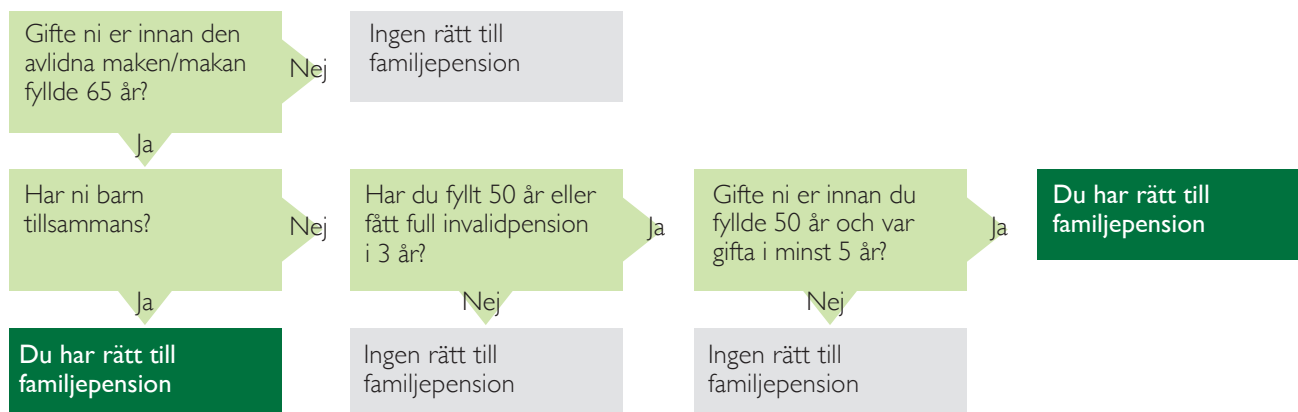 Gifte ni er innan den
avlidna maken/makan
fyllde 65 år?
Nej
Ingen rätt till
familjepension
Ja
Har ni barn
tillsammans?
Nej
Har du fyllt 50 år eller
fått full invalidpension
i 3 år?
Ja
Gifte ni er innan du
fyllde 50 år och var
gifta i minst 5 år?
Ja
Du har rätt till
familjepension
Ja
Nej
Nej
Du har rätt till
familjepension
Ingen rätt till
familjepension
Ingen rätt till
familjepension